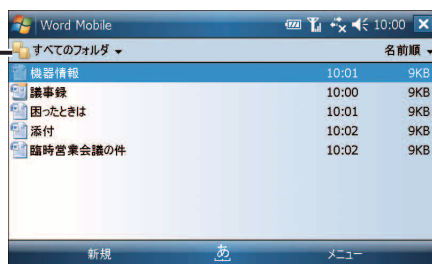 Word Mobile 10:00
すべてのフォルダ 名前順
機器情報 10:01 9KB
議事録 10:00 9KB
困ったときは 10:01 9KB
添付 10:02 9KB
臨時営業会議の件 10:02 9KB
新規 あ メニュー